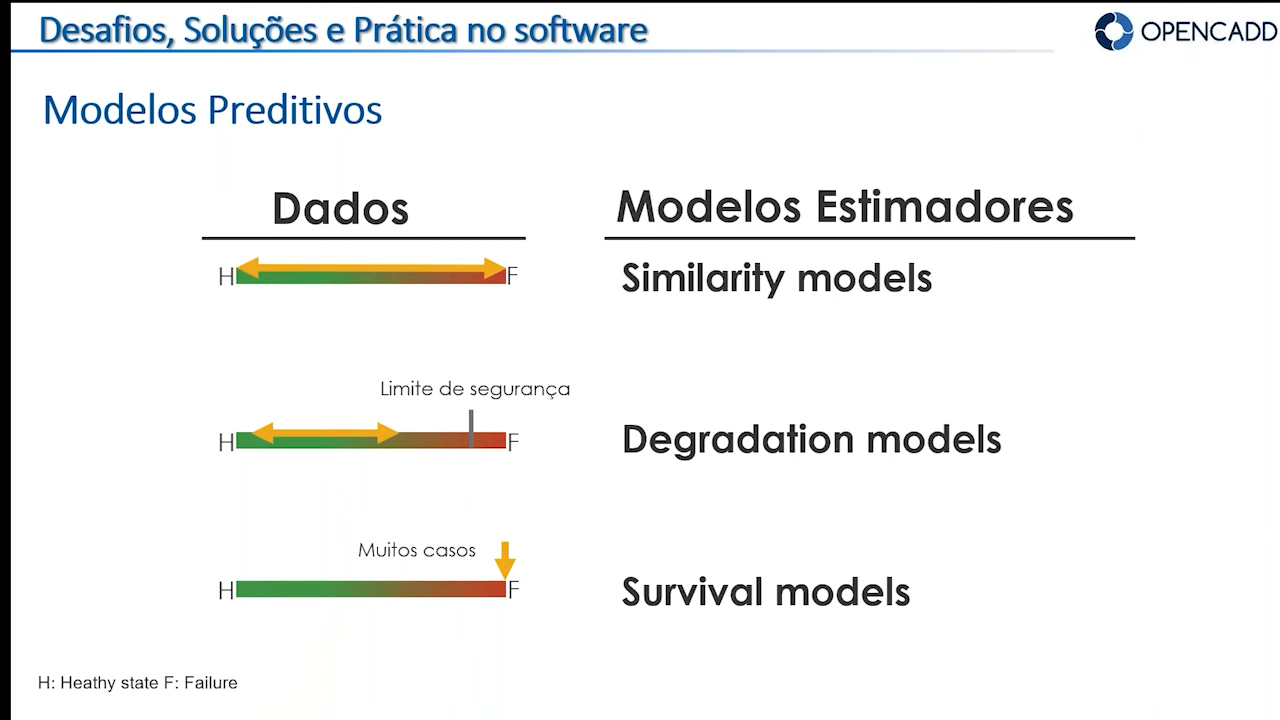 Desafios, Soluções e Prática no software
OPENCADD
Modelos Preditivos
Dados
Modelos Estimadores
H
F
Similarity models
Limite de segurança
H
F
Degradation models
Muitos casos
H
F
Survival models
H: Heathy state F: Failure